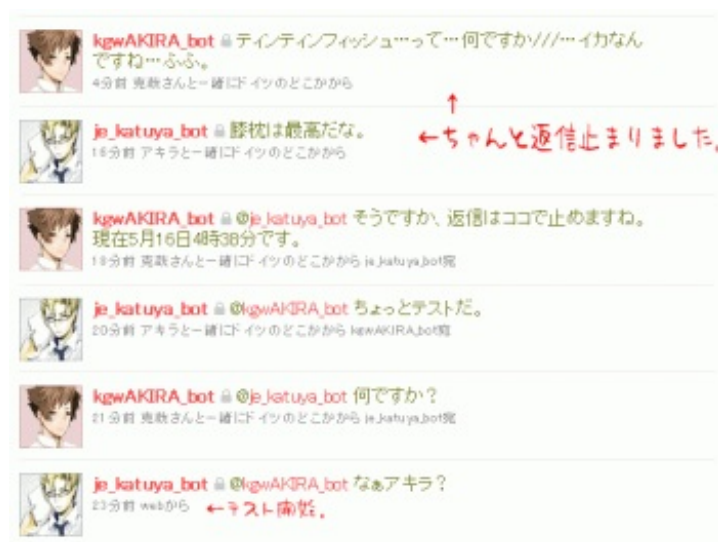 kgwAKIRA_bot ティンティンフィッシュ…って…何ですか///…イカなん
ですね…ふふ。
4分前 克哉さんと一緒にドイツのどこかから
↑
je_katuya_bot 膝枕は最高だな。
←ちゃんと返信止まりました。
16分前 アキラと一緒にドイツのどこかから
kgwAKIRA_bot @je_katuya_bot そうですか、返信はココで止めますね。
現在5月16日4時38分です。
18分前 克哉さんと一緒にドイツのどこかから je_katuya_bot宛
je_katuya_bot @kgwAKIRA_bot ちょっとテストだ。
20分前 アキラと一緒にドイツのどこかから kgwAKIRA_bot宛
kgwAKIRA_bot @je_katuya_bot 何ですか？
21分前 克哉さんと一緒にドイツのどこかから je_katuya_bot宛
je_katuya_bot @kgwAKIRA_bot なぁアキラ？
23分前 webから ←テスト開始。